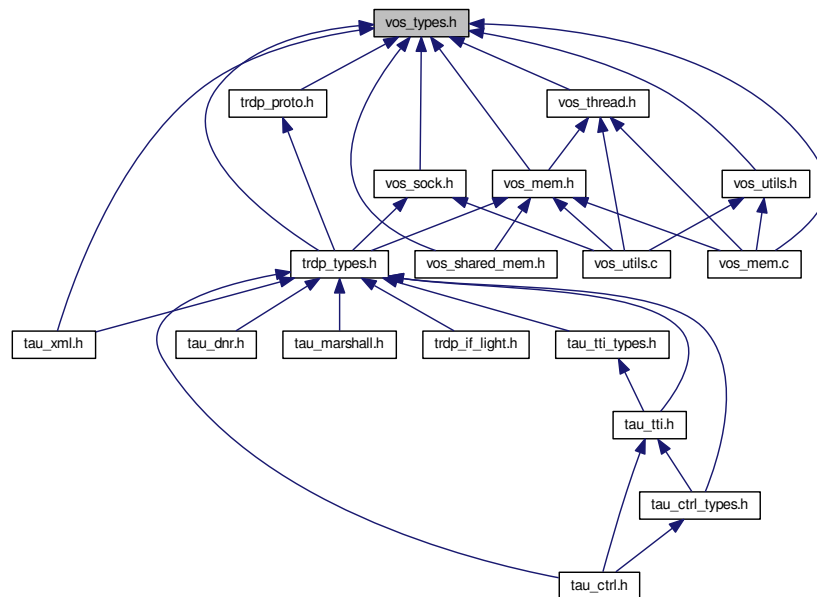 vos_types.h
trdp_proto.h
vos_thread.h
vos_sock.h
vos_mem.h
vos_utils.h
trdp_types.h
vos_shared_mem.h
vos_utils.c
vos_mem.c
tau_xml.h
tau_dnr.h
tau_marshall.h
trdp_if_light.h
tau_tti_types.h
tau_tti.h
tau_ctrl_types.h
tau_ctrl.h